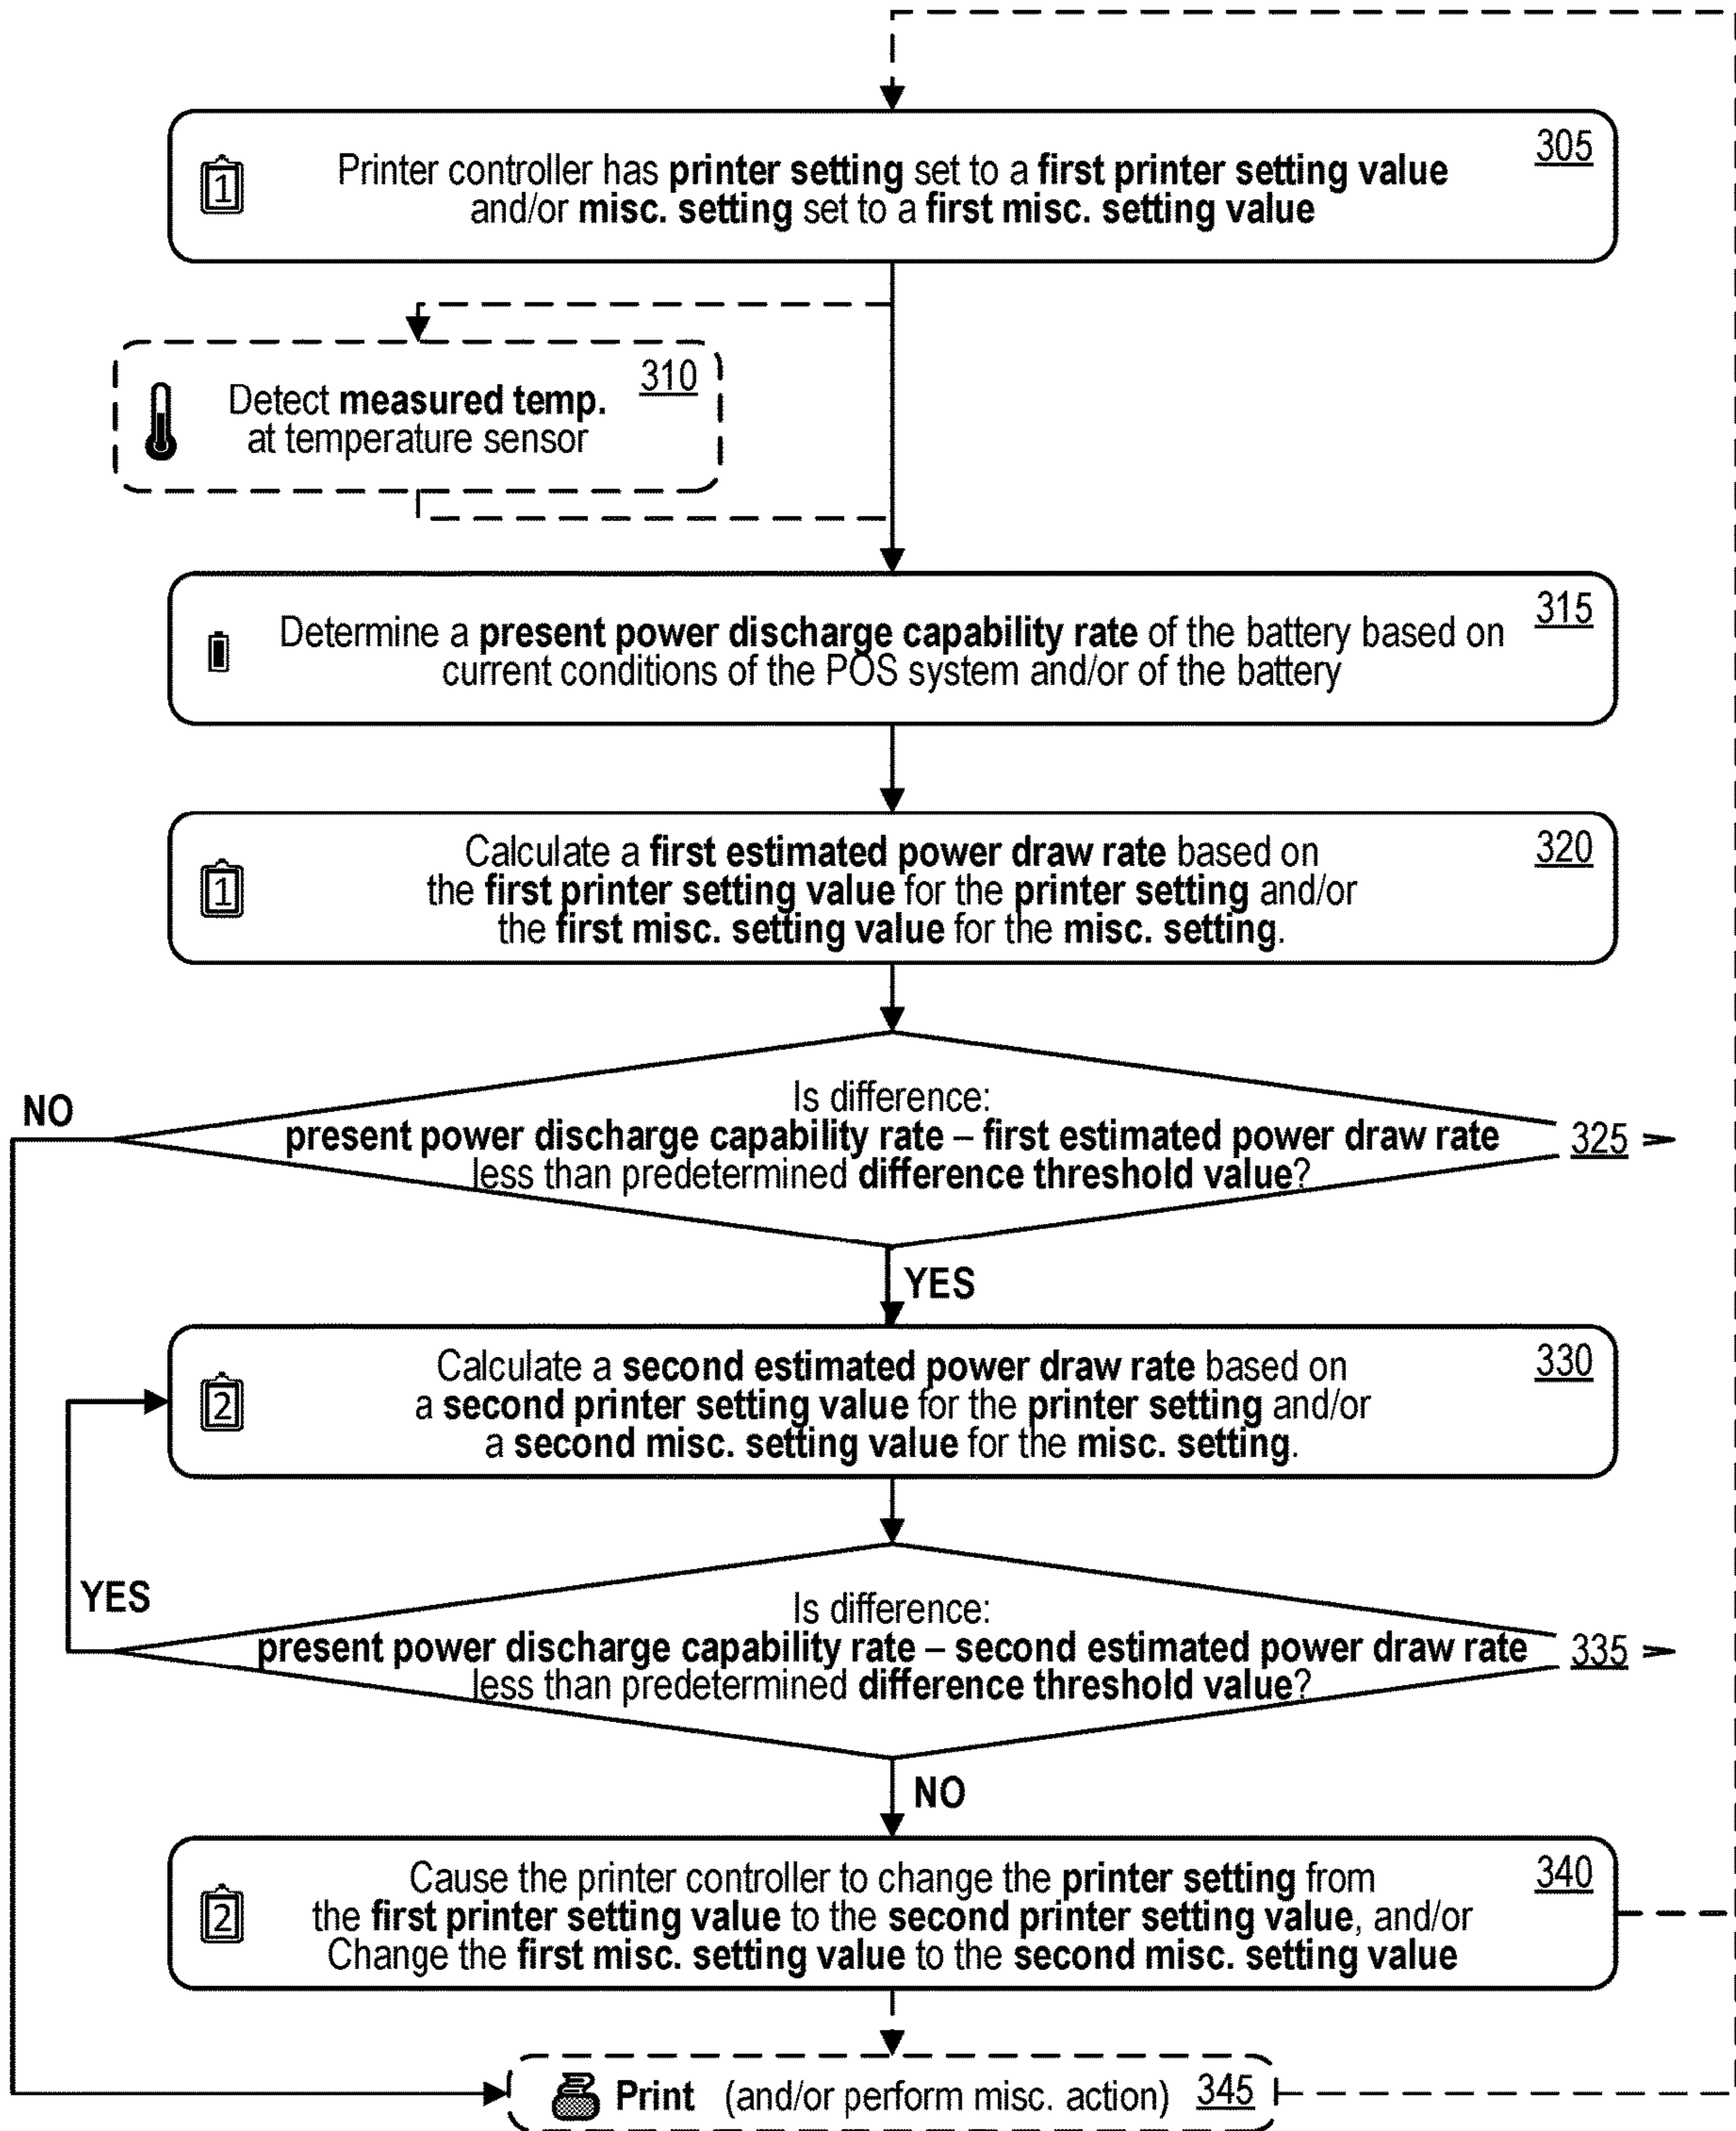 305
1
Printer controller has printer setting set to a first printer setting value
and/or misc. setting set to a first misc. setting value
310
Detect measured temp.
at temperature sensor
315
Determine a present power discharge capability rate of the battery based on
current conditions of the POS system and/or of the battery
320
1
Calculate a first estimated power draw rate based on
the first printer setting value for the printer setting and/or
the first misc. setting value for the misc. setting.
NO
Is difference:
present power discharge capability rate – first estimated power draw rate
less than predetermined difference threshold value?
325
YES
330
2
Calculate a second estimated power draw rate based on
a second printer setting value for the printer setting and/or
a second misc. setting value for the misc. setting.
YES
Is difference:
present power discharge capability rate – second estimated power draw rate
less than predetermined difference threshold value?
335
NO
340
2
Cause the printer controller to change the printer setting from
the first printer setting value to the second printer setting value, and/or
Change the first misc. setting value to the second misc. setting value
Print (and/or perform misc. action) 345